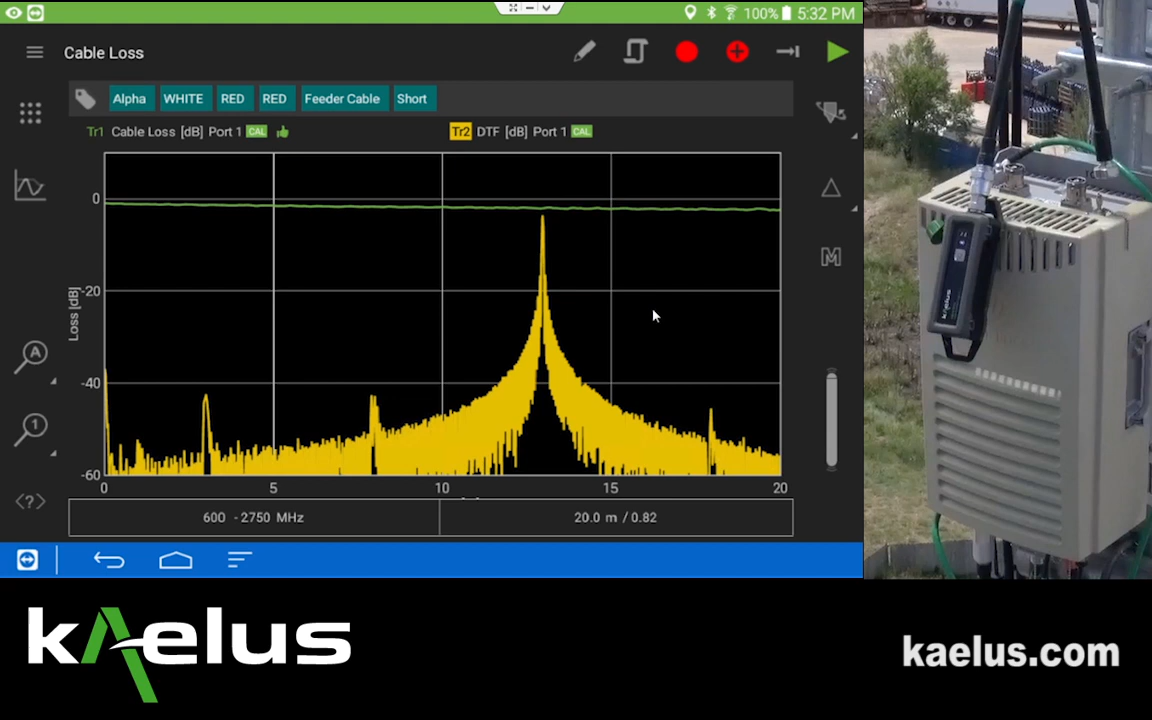 100% 5:32 PM
Cable Loss
Alpha WHITE RED RED Feeder Cable Short
Tr1 Cable Loss [dB] Port 1 CAL Tr2 DTF [dB] Port 1 CAL
M
A
1
<?>
Loss [dB]
0
-20
-40
-60
0 5 10 15 20
600 - 2750 MHz 20.0 m / 0.82
kaelus
kaelus
kaelus.com